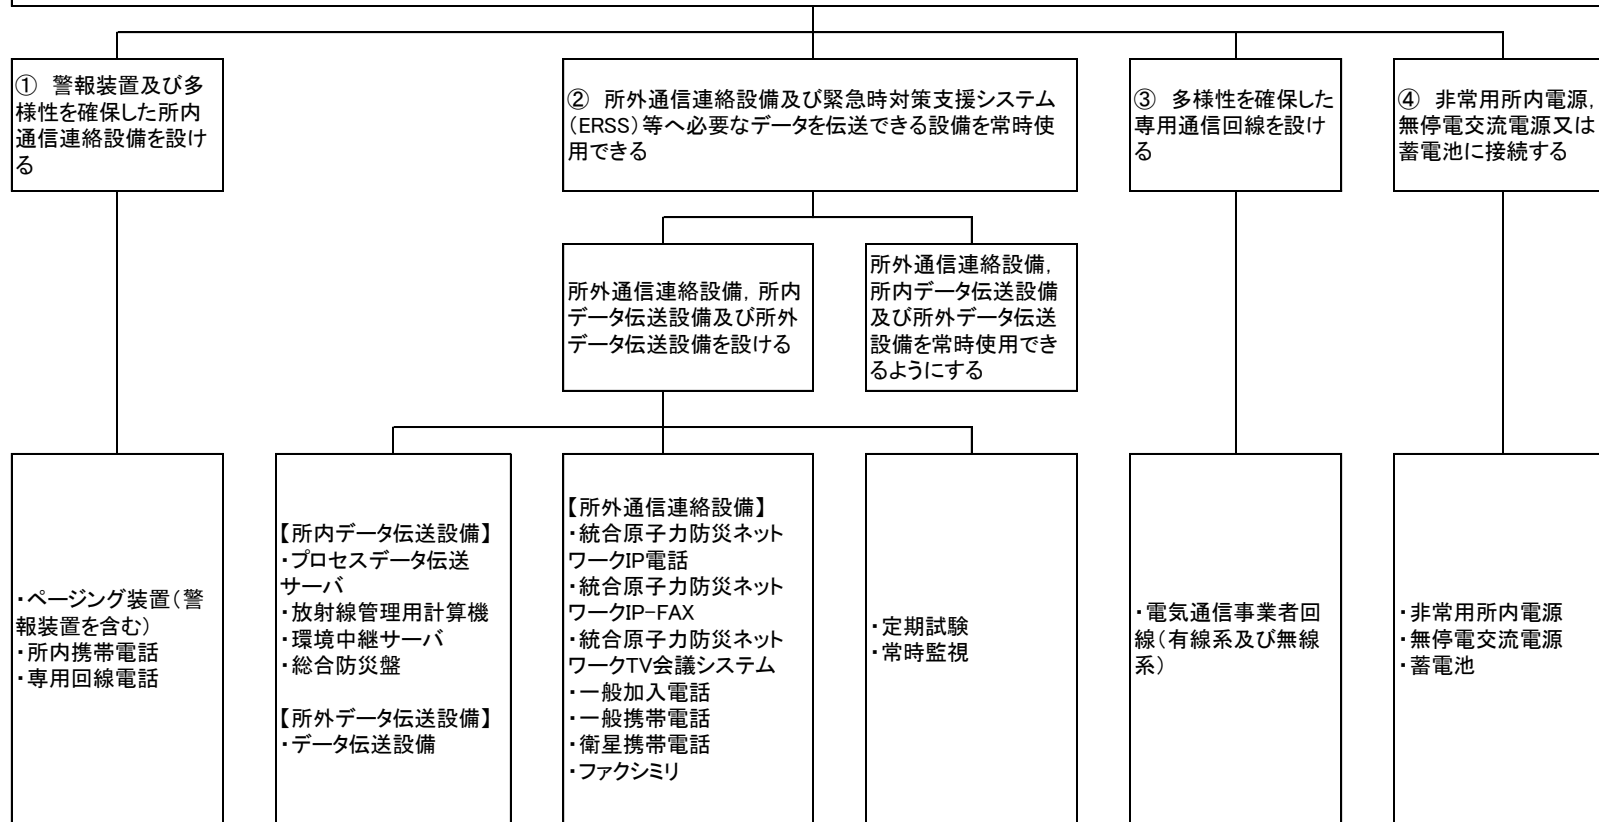 ① 警報装置及び多
様性を確保した所内
通信連絡設備を設け
る
② 所外通信連絡設備及び緊急時対策支援システム
(ERSS)等へ必要なデータを伝送できる設備を常時使
用できる
③ 多様性を確保した
専用通信回線を設け
る
④ 非常用所内電源,
無停電交流電源又は
蓄電池に接続する
所外通信連絡設備, 所内
データ伝送設備及び所外
データ伝送設備を設ける
所外通信連絡設備,
所内データ伝送設備
及び所外データ伝送
設備を常時使用でき
るようにする
・ページング装置(警
報装置を含む)
・所内携帯電話
・専用回線電話
【所内データ伝送設備】
・プロセスデータ伝送
サーバ
・放射線管理用計算機
・環境中継サーバ
・総合防災盤
【所外データ伝送設備】
・データ伝送設備
【所外通信連絡設備】
・統合原子力防災ネット
ワークIP電話
・統合原子力防災ネット
ワークIP-FAX
・統合原子力防災ネット
ワークTV会議システム
・一般加入電話
・一般携帯電話
・衛星携帯電話
・ファクシミリ
・定期試験
・常時監視
・電気通信事業者回
線(有線系及び無線
系)
・非常用所内電源
・無停電交流電源
・蓄電池